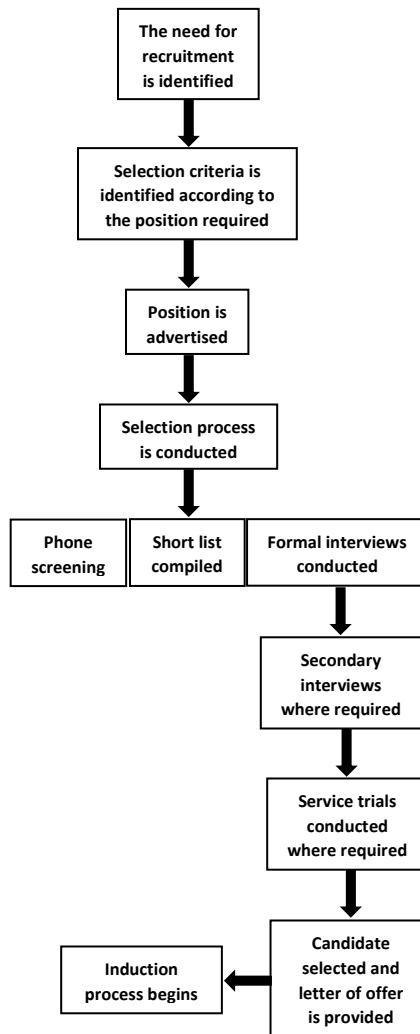 The need for
recruitment
is identified
Selection criteria is
identified according to
the position required
Position is
advertised
Selection process
is conducted
Phone
screening
Short list
compiled
Formal interviews
conducted
Secondary
interviews
where required
Service trials
conducted
where required
Candidate
selected and
letter of offer
is provided
Induction
process begins